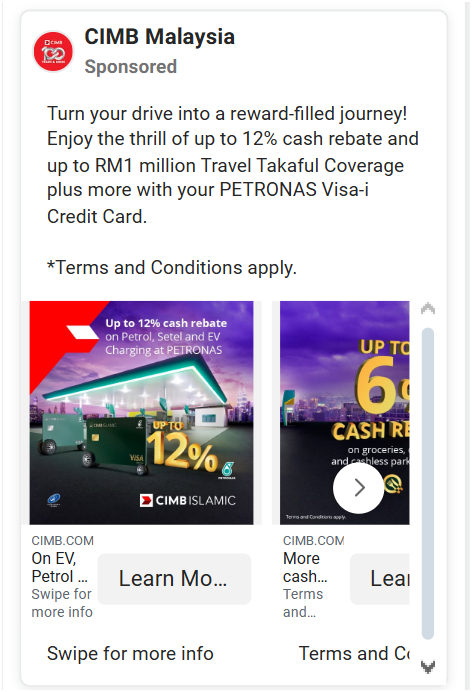 CIMB Malaysia
Sponsored
Turn your drive into a reward-filled journey!
Enjoy the thrill of up to 12% cash rebate and
up to RM1 million Travel Takaful Coverage
plus more with your PETRONAS Visa-i
Credit Card.
*Terms and Conditions apply.
Up to 12% cash rebate
on Petrol, Setel and EV
Charging at PETRONAS
CIMB ISLAMIC
VISA
UP TO
12%
PETRONAS
CIMB ISLAMIC
UP TO
6
CASH RE
on groceries,
and cashless park
Terms and Conditions apply.
CIMB.COM
On EV,
Petrol ...
Swipe for
more info
Learn Mo...
CIMB.COM
More
cash...
Terms
and...
Lear
Swipe for more info
Terms and Co